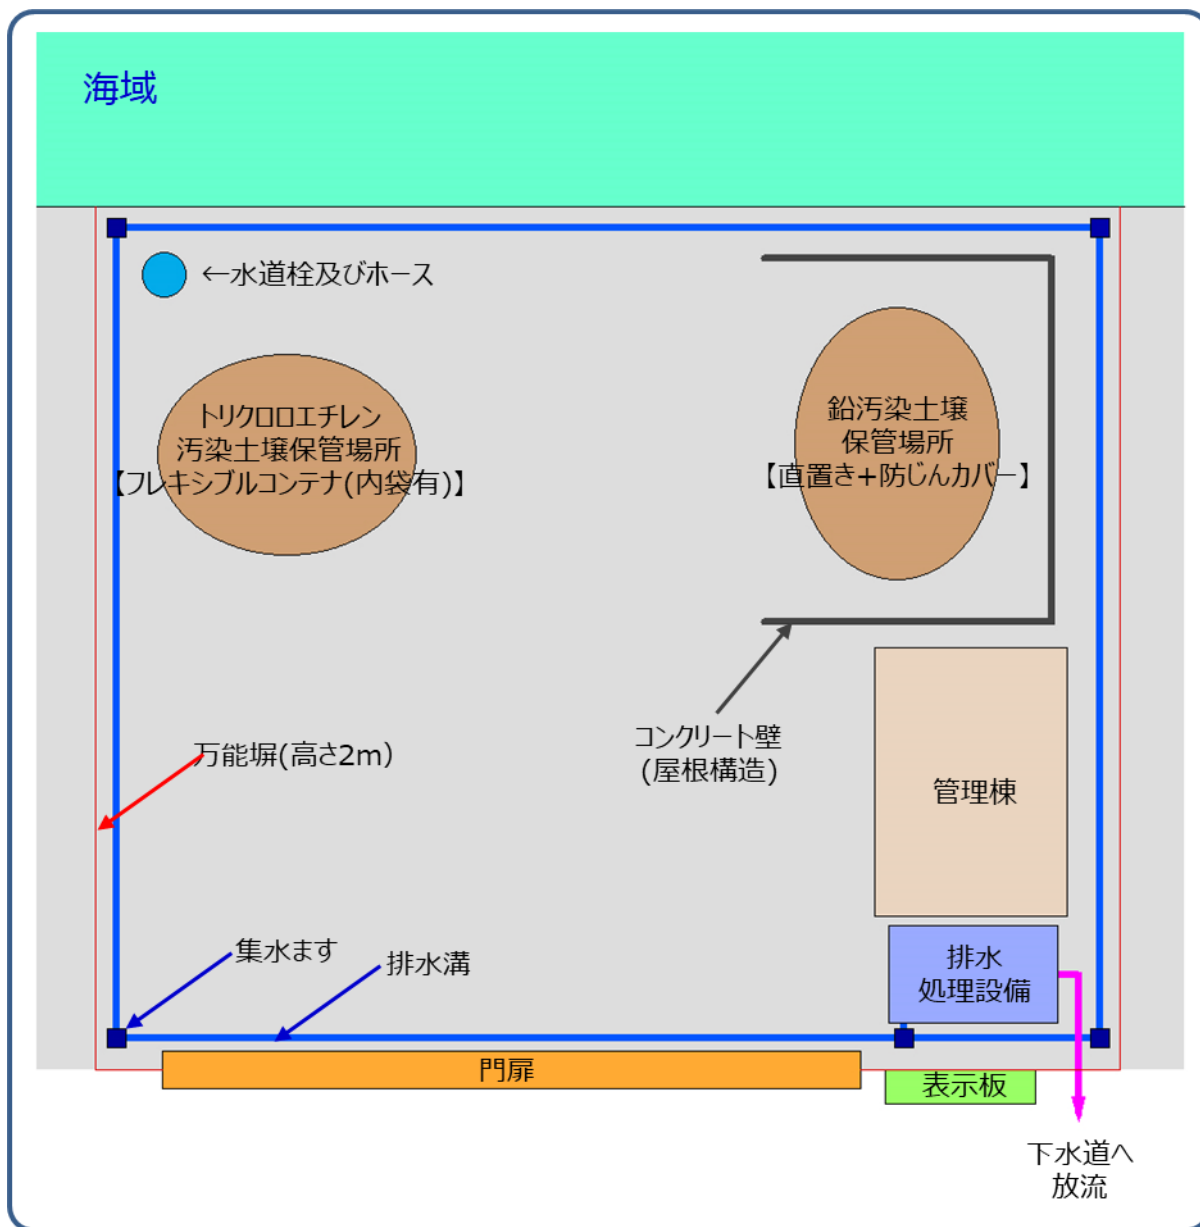 海域
←水道栓及びホース
トリクロロエチレン
汚染土壌保管場所
【フレキシブルコンテナ(内袋有)】
鉛汚染土壌
保管場所
【直置き+防じんカバー】
コンクリート壁
(屋根構造)
万能塀(高さ2m)
管理棟
集水ます
排水溝
排水
処理設備
門扉
表示板
下水道へ
放流